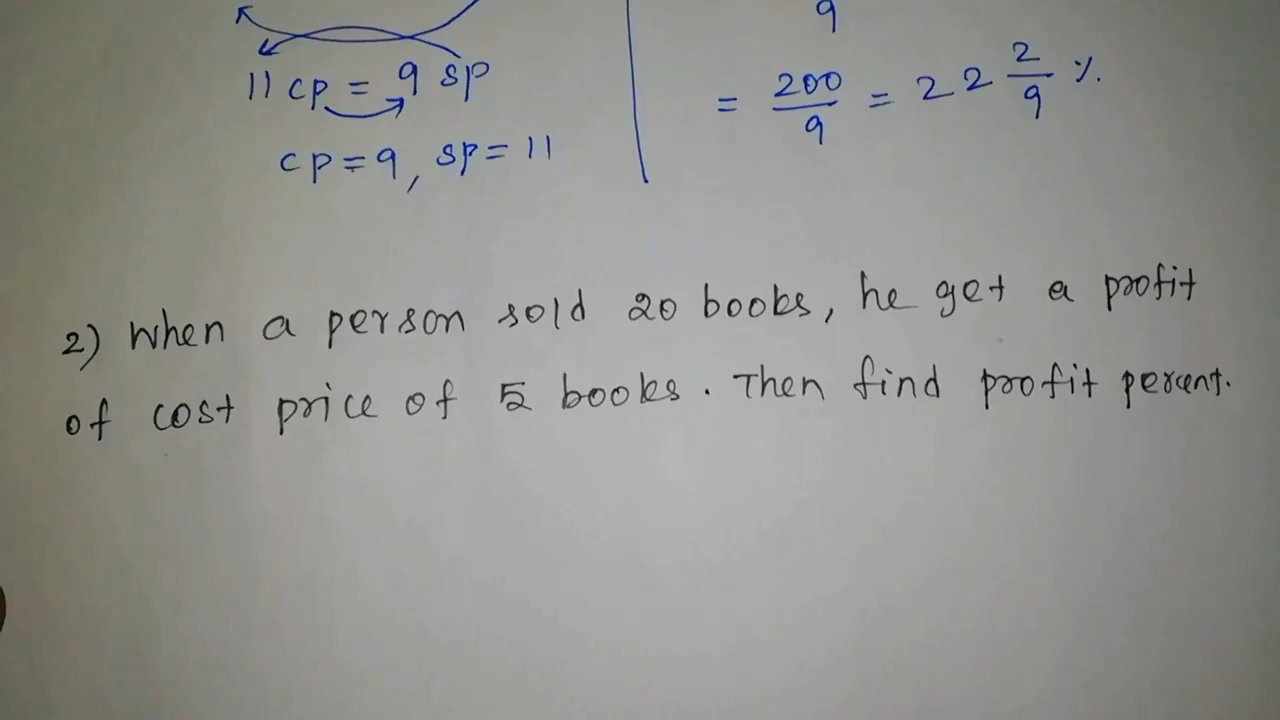 9
11 cp = 9 sp
= 200/9 = 22 2/9 %.
cp = 9, sp = 11
2) When a person sold 20 books, he get a profit
of cost price of 5 books. Then find profit percent.